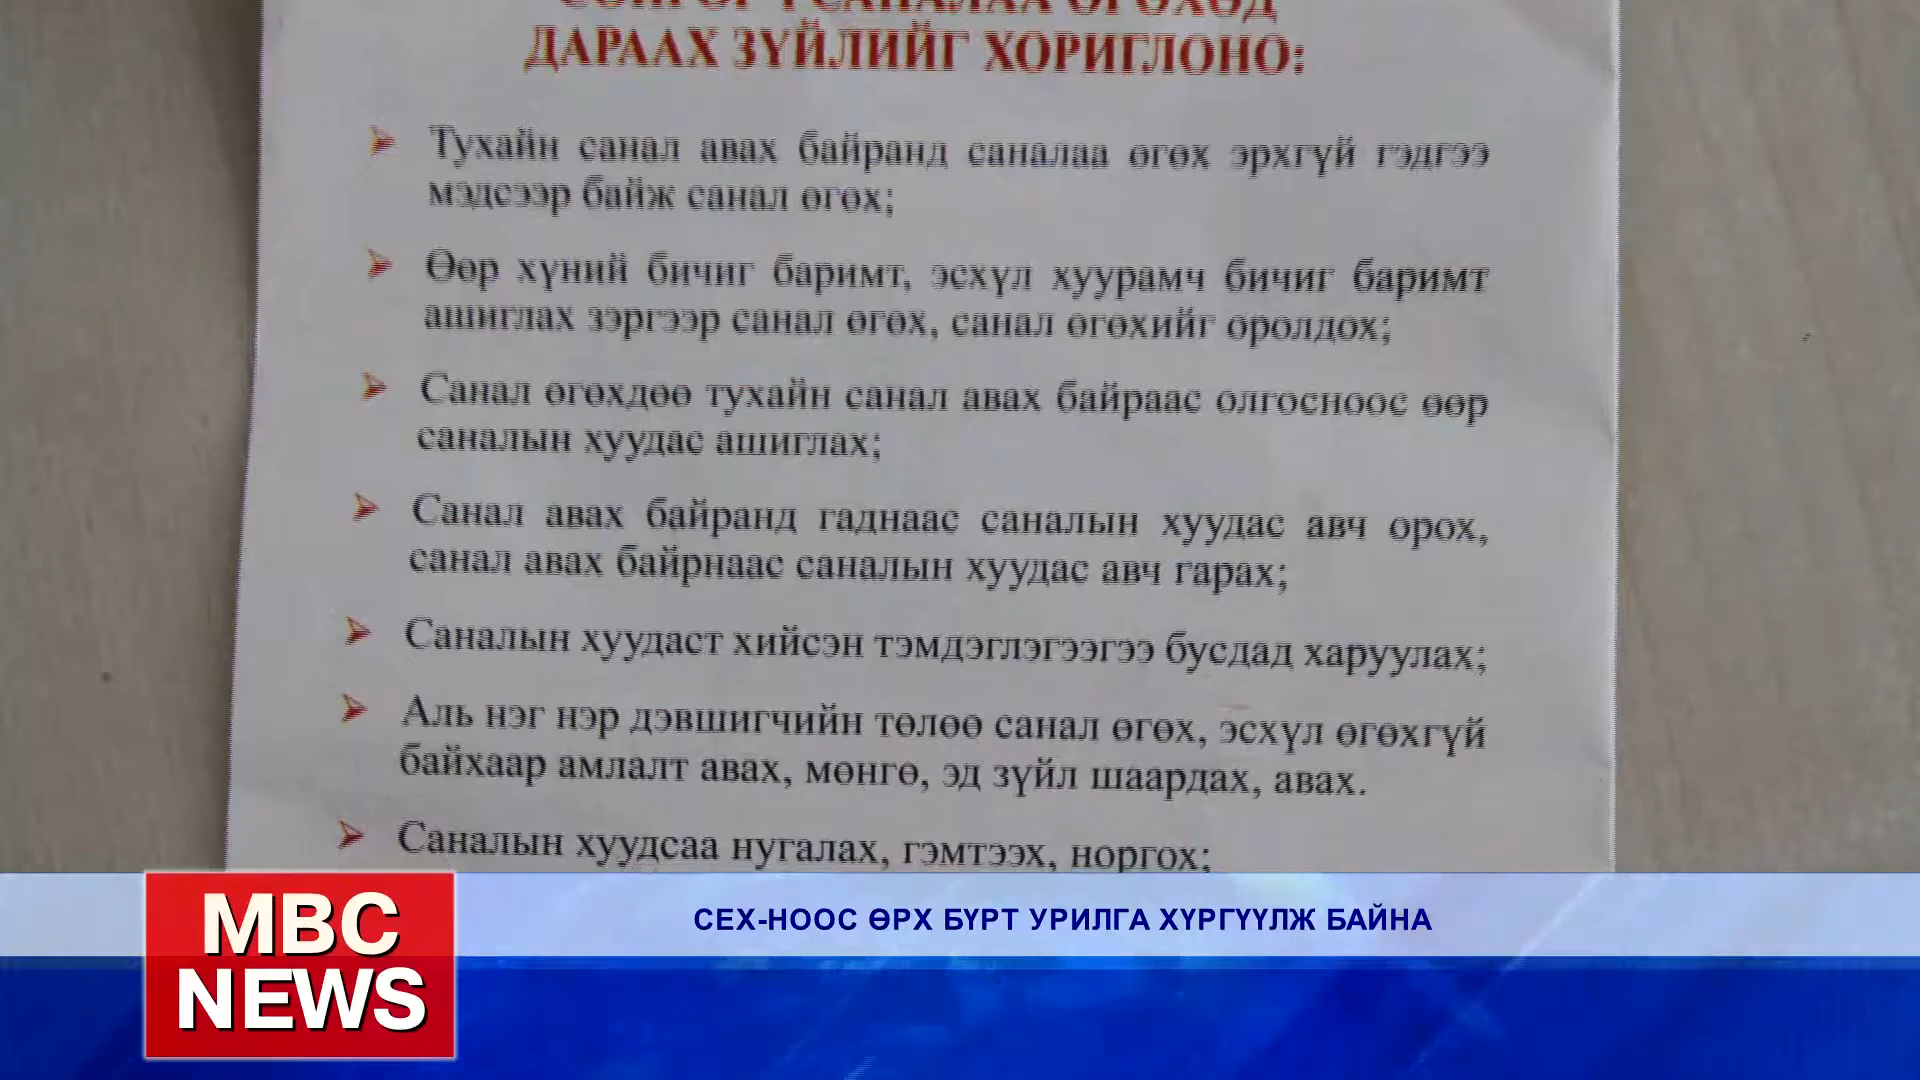 САНАЛАА ӨГӨХӨД
ДАРААХ ЗҮЙЛИЙГ ХОРИГЛОНО:
Тухайн санал авах байранд саналаа өгөх эрхгүй гэдгээ
мэдсээр байж санал өгөх;
Өөр хүний бичиг баримт, эсхүл хуурамч бичиг баримт
ашиглах зэргээр санал өгөх, санал өгөхийг оролдох;
Санал өгөхдөө тухайн санал авах байраас олгосноос өөр
саналын хуудас ашиглах;
Санал авах байранд гаднаас саналын хуудас авч орох,
санал авах байрнаас саналын хуудас авч гарах;
Саналын хуудаст хийсэн тэмдэглэгээгээ бусдад харуулах;
Аль нэг нэр дэвшигчийн төлөө санал өгөх, эсхүл өгөхгүй
байхаар амлалт авах, мөнгө, эд зүйл шаардах, авах.
Саналын хуудсаа нугалах, гэмтээх, норгох;
СЕХ-НООС ӨРХ БҮРТ УРИЛГА ХҮРГҮҮЛЖ БАЙНА
MBC
NEWS